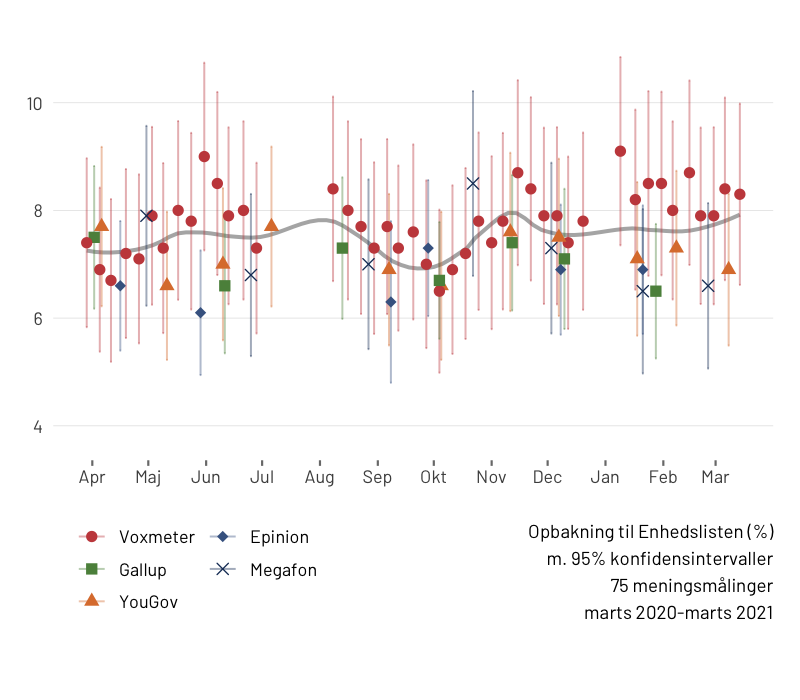 10
8
6
4
Apr Maj Jun Jul Aug Sep Okt Nov Dec Jan Feb Mar
Voxmeter Epinion
Gallup Megafon
YouGov
Opbakning til Enhedslisten (%)
m. 95% konfidensintervaller
75 meningsmålinger
marts 2020-marts 2021